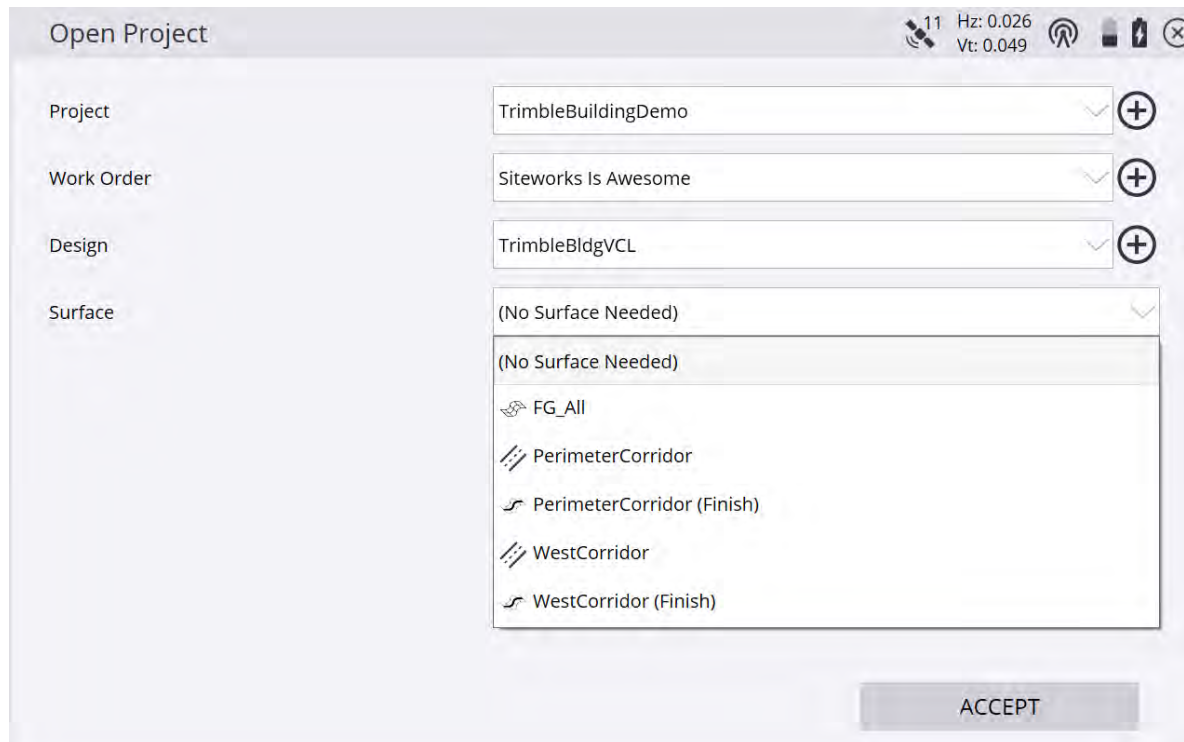 Open Project
11
Hz: 0.026
Vt: 0.049
Project
TrimbleBuildingDemo
Work Order
Siteworks Is Awesome
Design
TrimbleBldgVCL
Surface
(No Surface Needed)
(No Surface Needed)
FG_All
PerimeterCorridor
PerimeterCorridor (Finish)
WestCorridor
WestCorridor (Finish)
ACCEPT